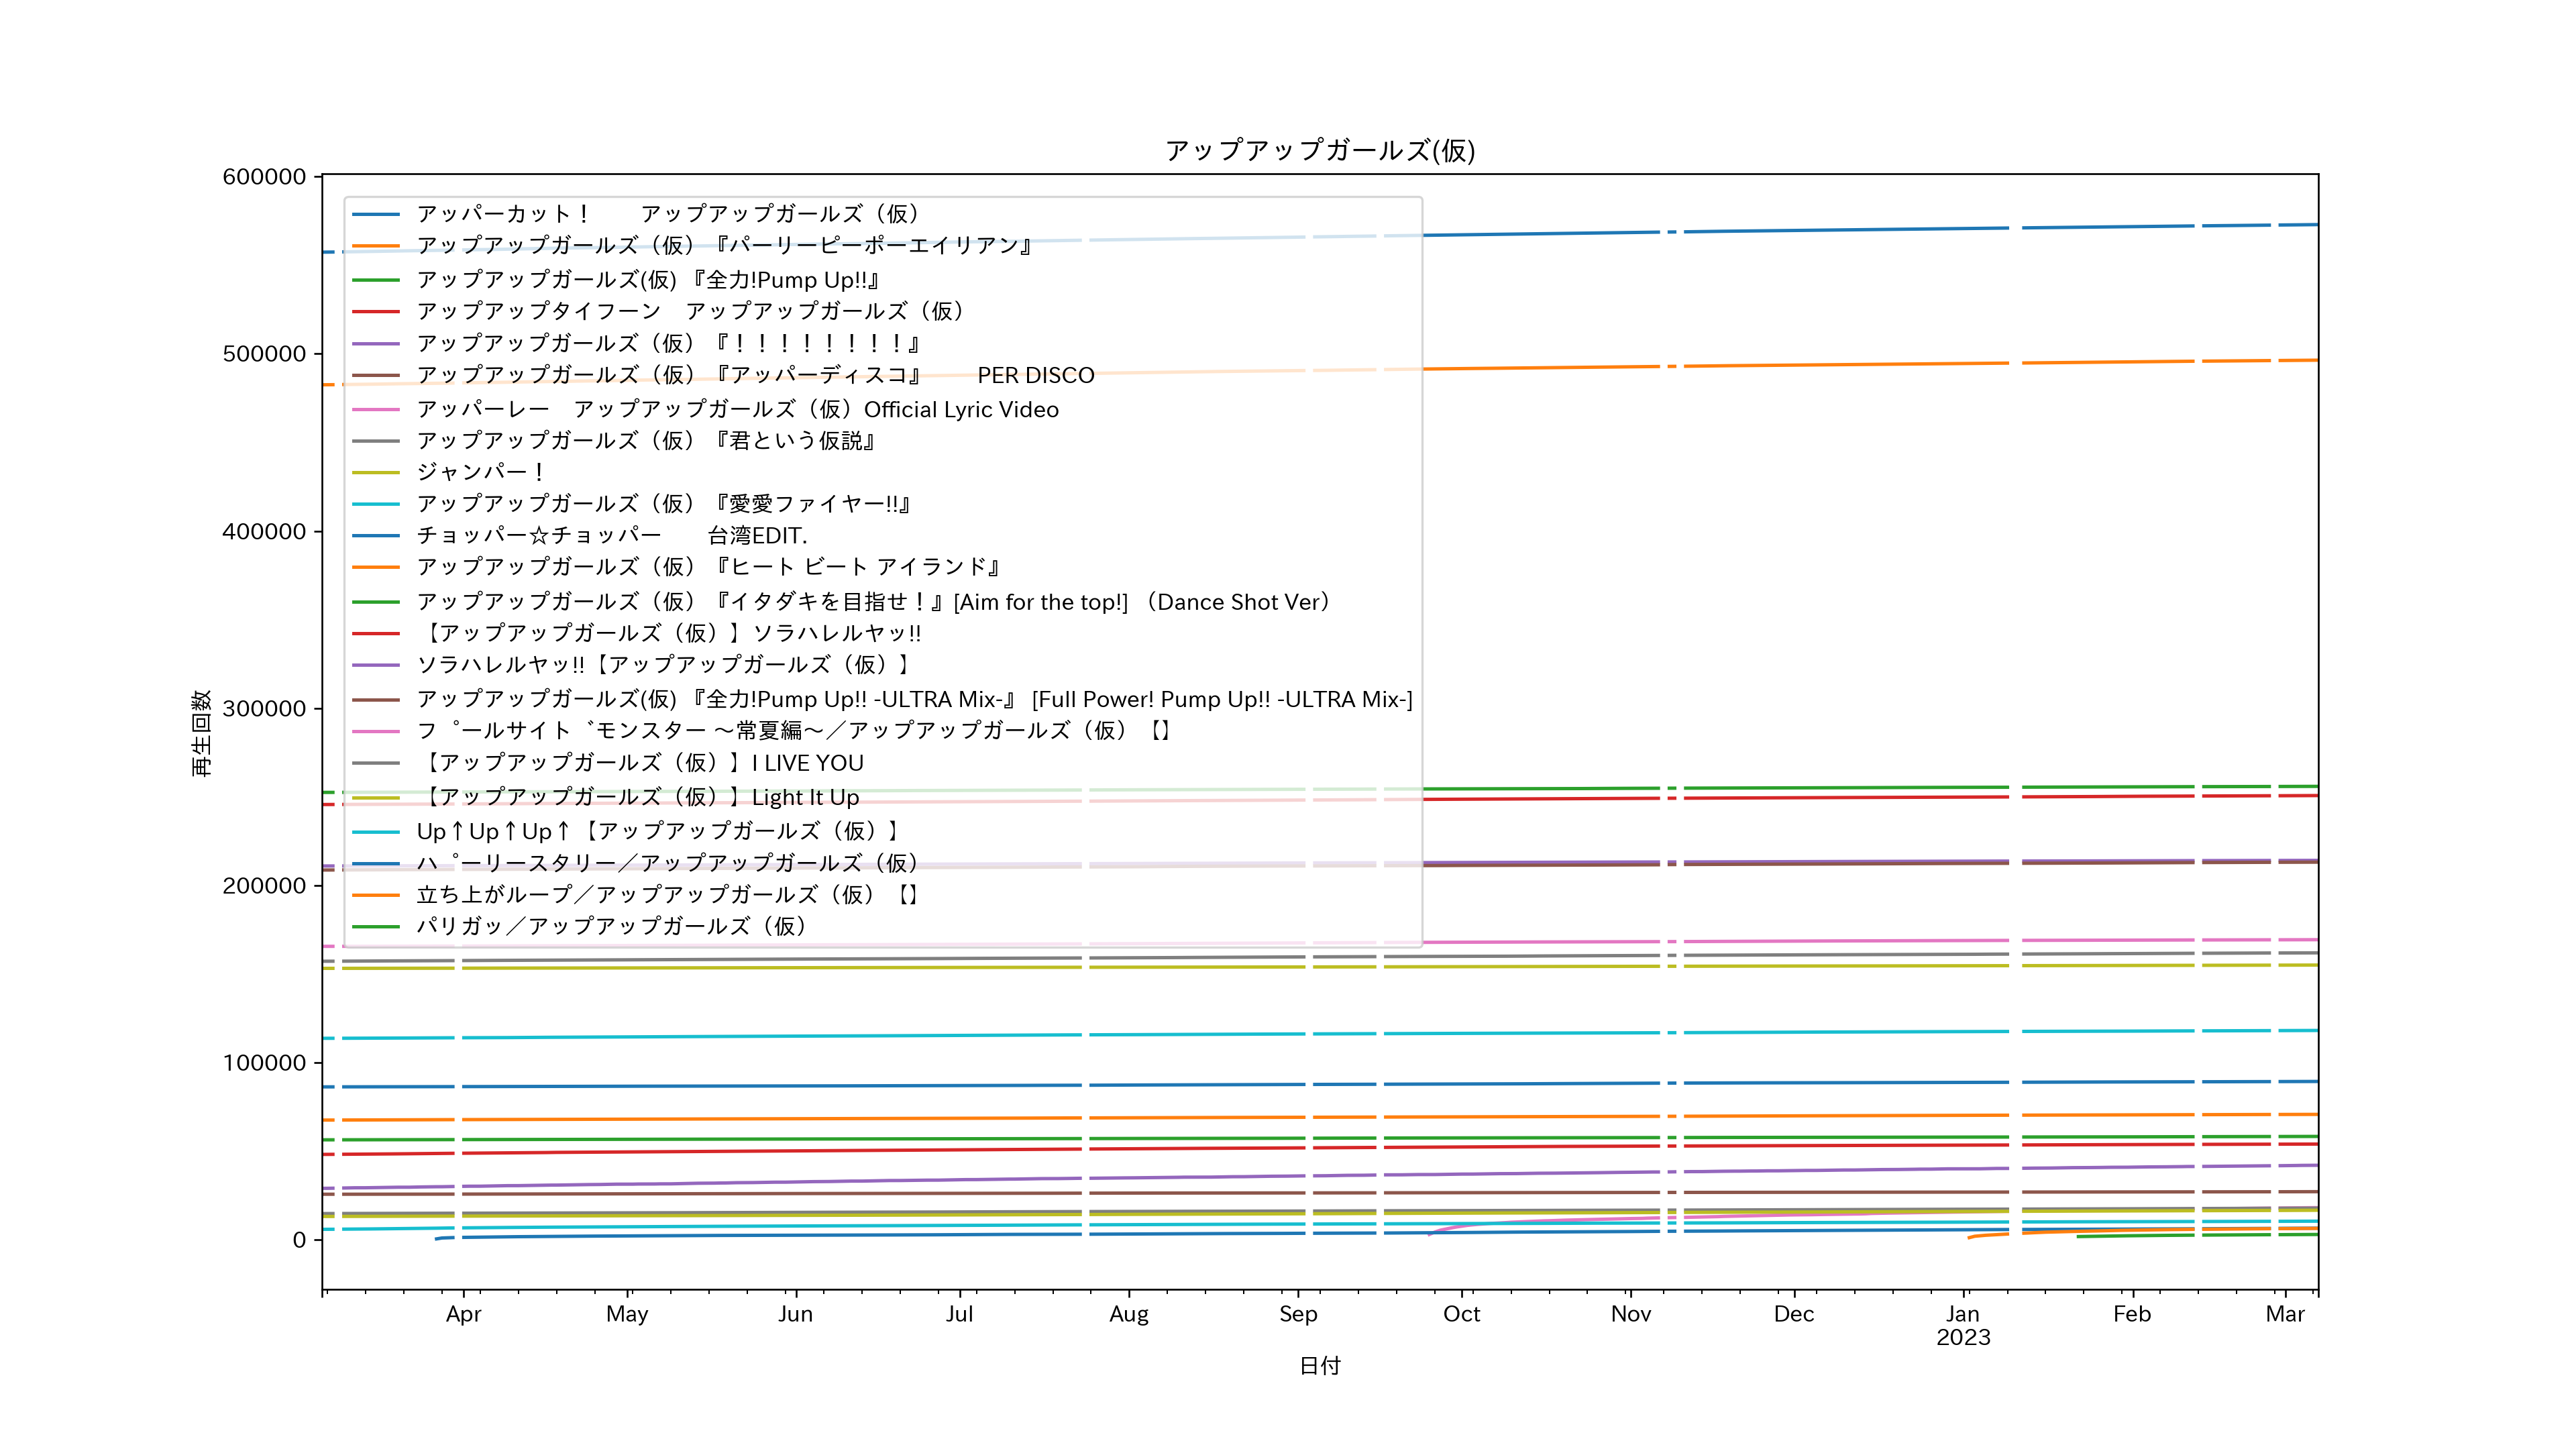 アップアップガールズ(仮)
600000
500000
400000
300000
200000
100000
0
再生回数
アッパーカット！　　アップアップガールズ（仮）
アップアップガールズ（仮）『パーリーピーポーエイリアン』
アップアップガールズ(仮) 『全力!Pump Up!!』
アップアップタイフーン　アップアップガールズ（仮）
アップアップガールズ（仮）『！！！！！！！！』
アップアップガールズ（仮）『アッパーディスコ』　　PER DISCO
アッパーレー　アップアップガールズ（仮）Official Lyric Video
アップアップガールズ（仮）『君という仮説』
ジャンパー！
アップアップガールズ（仮）『愛愛ファイヤー!!』
チョッパー☆チョッパー　　台湾EDIT.
アップアップガールズ（仮）『ヒート ビート アイランド』
アップアップガールズ（仮）『イタダキを目指せ！』[Aim for the top!] （Dance Shot Ver）
【アップアップガールズ（仮）】ソラハレルヤッ!!
ソラハレルヤッ!!【アップアップガールズ（仮）】
アップアップガールズ(仮) 『全力!Pump Up!! -ULTRA Mix-』 [Full Power! Pump Up!! -ULTRA Mix-]
フ゜ールサイト゛モンスター 〜常夏編〜／アップアップガールズ（仮）【】
【アップアップガールズ（仮）】I LIVE YOU
【アップアップガールズ（仮）】Light It Up
Up↑Up↑Up↑【アップアップガールズ（仮）】
ハ゜ーリースタリー／アップアップガールズ（仮）
立ち上がループ／アップアップガールズ（仮）【】
パリガッ／アップアップガールズ（仮）
Apr May Jun Jul Aug Sep Oct Nov Dec Jan Feb Mar
2023
日付